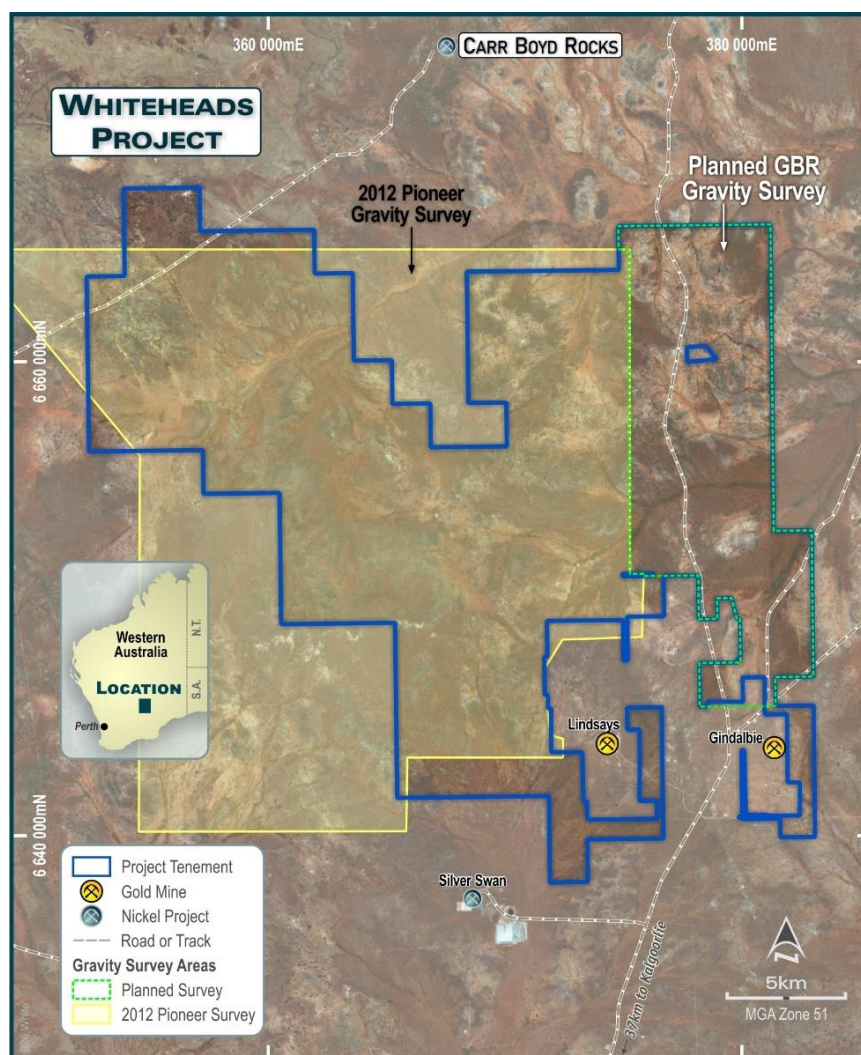 360 000mE
380 000mE
CARR BOYD ROCKS
WHITEHEADS
PROJECT
2012 Pioneer
Gravity Survey
Planned GBR
Gravity Survey
6 660 000mN
Western
Australia
N.T.
LOCATION
S.A.
Perth
Lindsays
Gindalbie
6 640 000mN
Silver Swan
Project Tenement
Gold Mine
Nickel Project
Road or Track
Gravity Survey Areas
Planned Survey
2012 Pioneer Survey
37km to Kalgoorlie
N
5km
MGA Zone 51